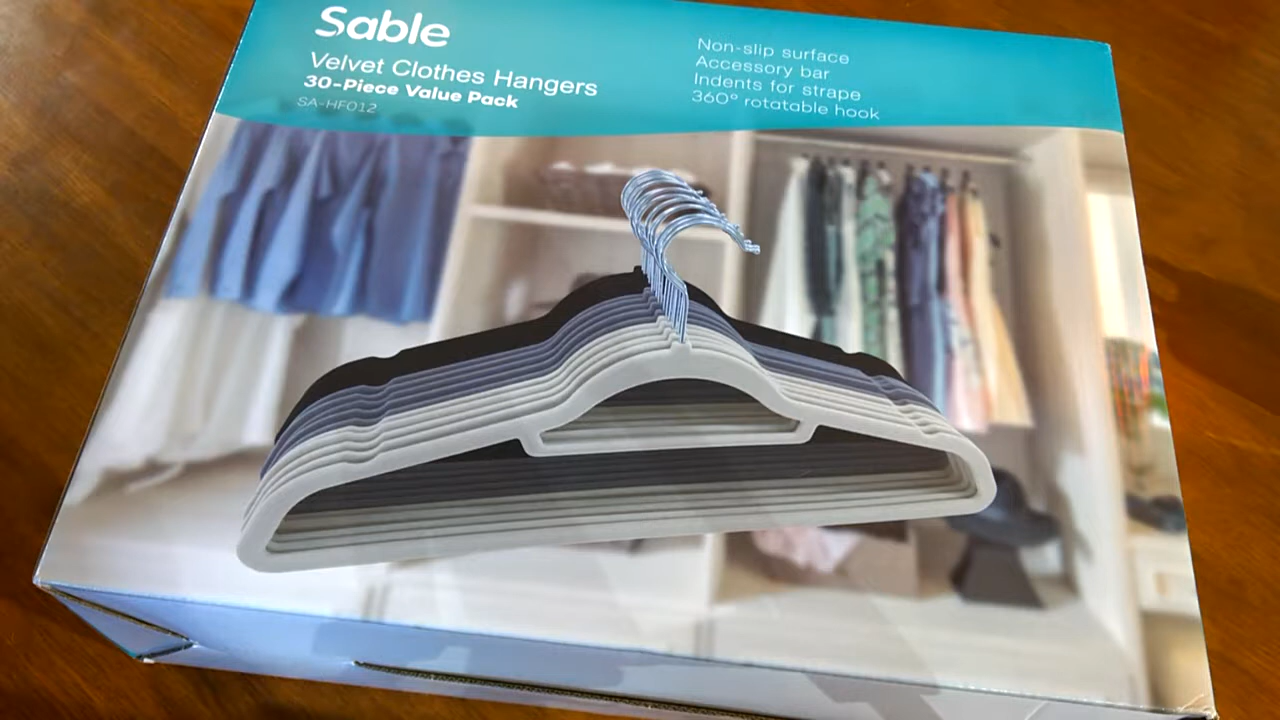 Sable
Velvet Clothes Hangers
30-Piece Value Pack
SA-HF012
Non-slip surface
Accessory bar
Indents for strape
360° rotatable hook